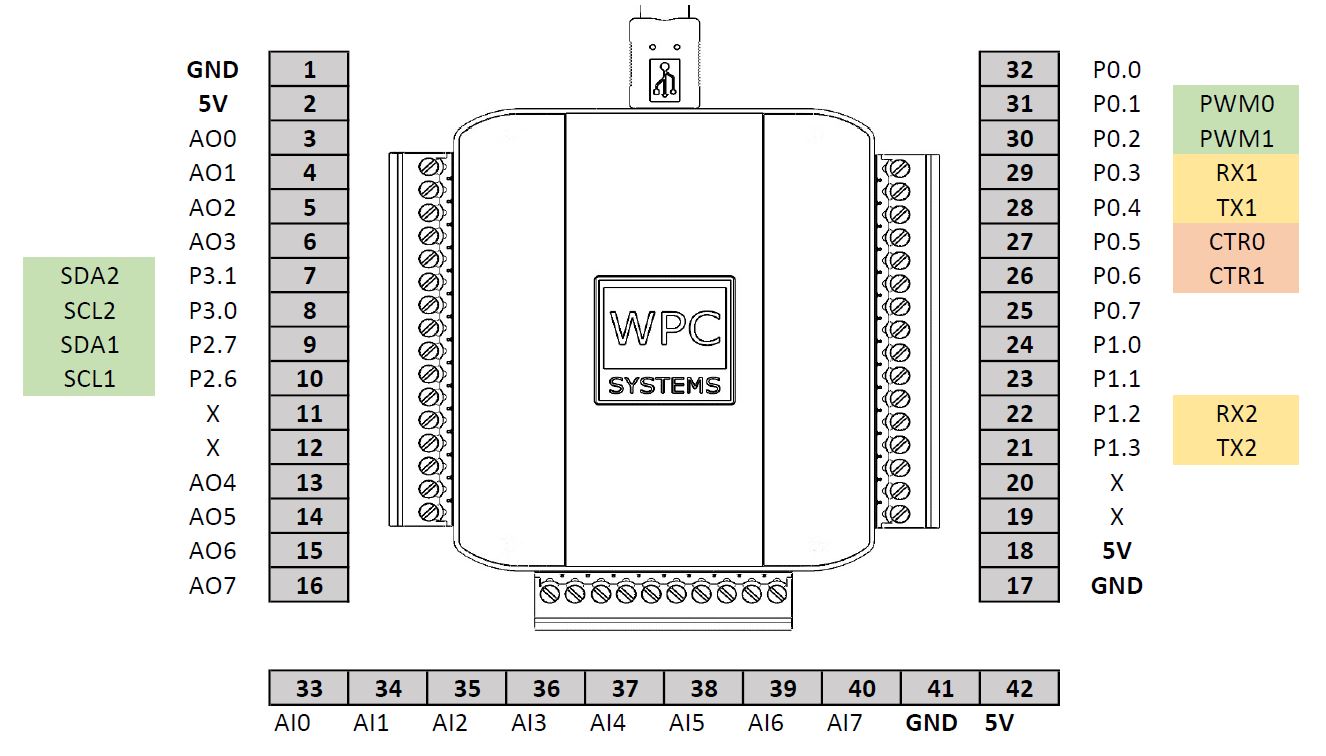 GND 1 32 P0.0
5V 2 31 P0.1 PWM0
AO0 3 30 P0.2 PWM1
AO1 4 29 P0.3 RX1
AO2 5 28 P0.4 TX1
AO3 6 27 P0.5 CTR0
SDA2 P3.1 7 26 P0.6 CTR1
SCL2 P3.0 8 25 P0.7
SDA1 P2.7 9 24 P1.0
SCL1 P2.6 10 23 P1.1
X 11 22 P1.2 RX2
X 12 21 P1.3 TX2
AO4 13 20 X
AO5 14 19 X
AO6 15 18 5V
AO7 16 17 GND
WPC
SYSTEMS
33 34 35 36 37 38 39 40 41 42
AI0 AI1 AI2 AI3 AI4 AI5 AI6 AI7 GND 5V